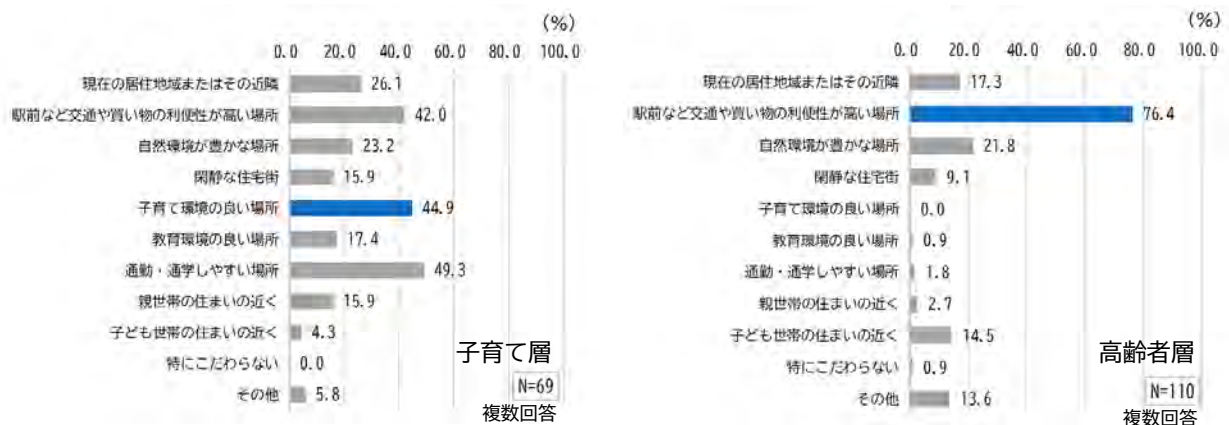 (%)
0.0 20.0 40.0 60.0 80.0 100.0
現在の居住地域またはその近隣 26.1
駅前など交通や買い物の利便性が高い場所 42.0
自然環境が豊かな場所 23.2
閑静な住宅街 15.9
子育て環境の良い場所 44.9
教育環境の良い場所 17.4
通勤・通学しやすい場所 49.3
親世帯の住まいの近く 15.9
子ども世帯の住まいの近く 4.3
特にこだわらない 0.0
その他 5.8
子育て層
N=69
複数回答
(%)
0.0 20.0 40.0 60.0 80.0 100.0
現在の居住地域またはその近隣 17.3
駅前など交通や買い物の利便性が高い場所 76.4
自然環境が豊かな場所 21.8
閑静な住宅街 9.1
子育て環境の良い場所 0.0
教育環境の良い場所 0.9
通勤・通学しやすい場所 1.8
親世帯の住まいの近く 2.7
子ども世帯の住まいの近く 14.5
特にこだわらない 0.9
その他 13.6
高齢者層
N=110
複数回答